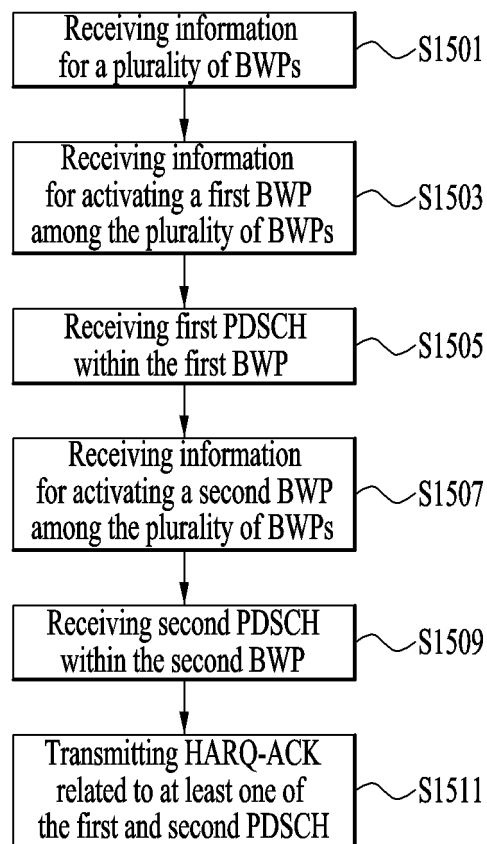 Receiving information
for a plurality of BWPs
S1501
Receiving information
for activating a first BWP
among the plurality of BWPs
S1503
Receiving first PDSCH
within the first BWP
S1505
Receiving information
for activating a second BWP
among the plurality of BWPs
S1507
Receiving second PDSCH
within the second BWP
S1509
Transmitting HARQ-ACK
related to at least one of
the first and second PDSCH
S1511